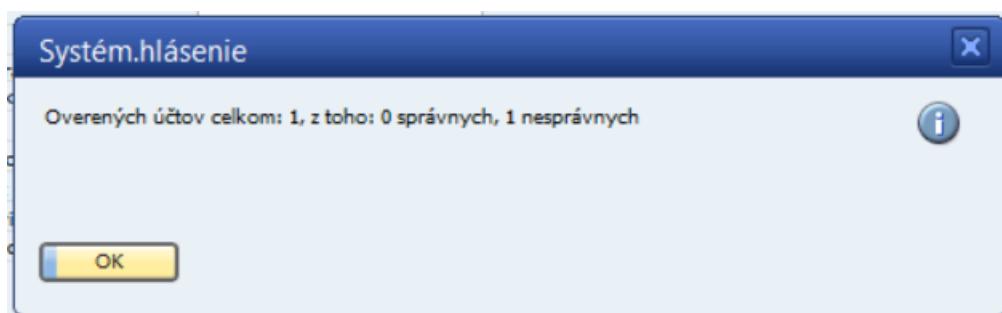 Systém.hlásenie
Overených účtov celkom: 1, z toho: 0 správnych, 1 nesprávnych
OK